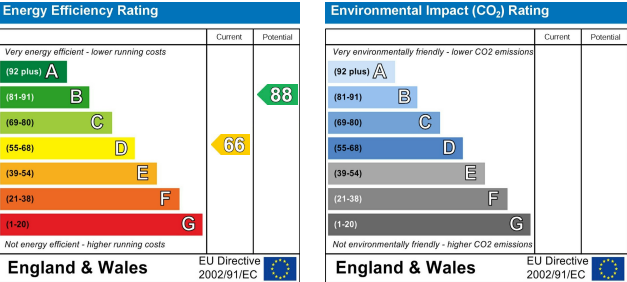 Energy Efficiency Rating
Current Potential
Very energy efficient - lower running costs
(92 plus) A
(81-91) B
88
(69-80) C
(55-68) D
66
(39-54) E
(21-38) F
(1-20) G
Not energy efficient - higher running costs
England & Wales
EU Directive
2002/91/EC
Environmental Impact (CO₂) Rating
Current Potential
Very environmentally friendly - lower CO2 emissions
(92 plus) A
(81-91) B
(69-80) C
(55-68) D
(39-54) E
(21-38) F
(1-20) G
Not environmentally friendly - higher CO2 emissions
England & Wales
EU Directive
2002/91/EC